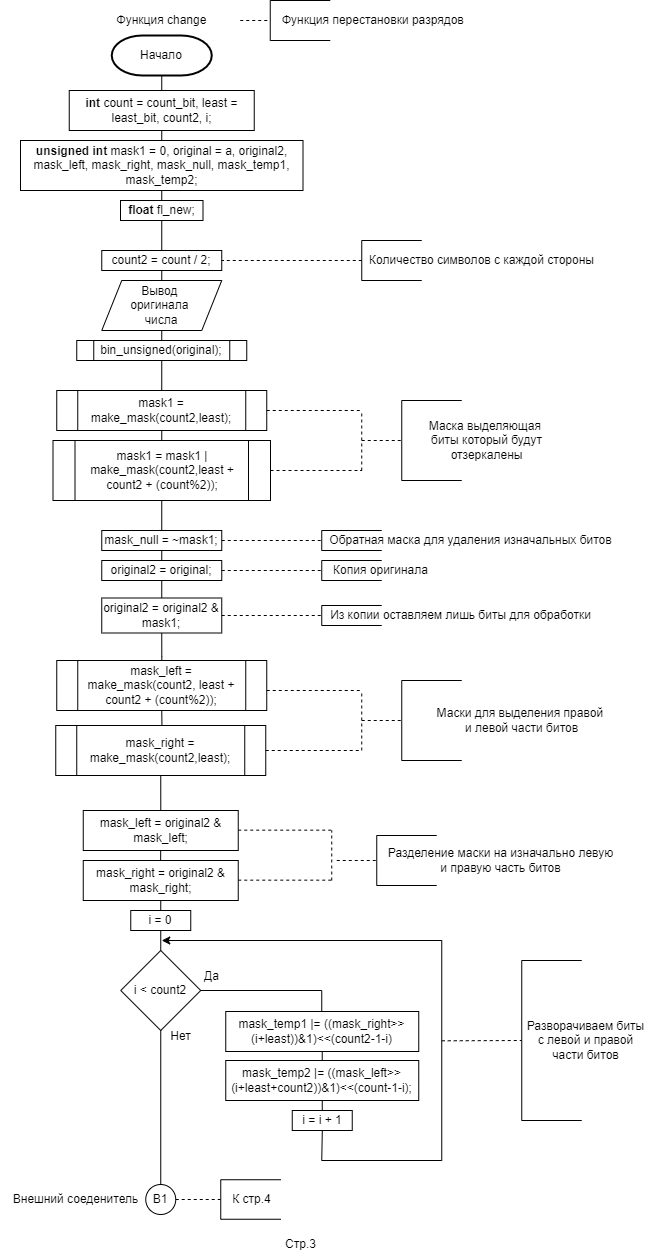 Функция change
Функция перестановки разрядов
Начало
int count = count_bit, least =
least_bit, count2, i;
unsigned int mask1 = 0, original = a, original2,
mask_left, mask_right, mask_null, mask_temp1,
mask_temp2;
float fl_new;
count2 = count / 2;
Количество символов с каждой стороны
Вывод
оригинала
числа
bin_unsigned(original);
mask1 =
make_mask(count2,least);
mask1 = mask1 |
make_mask(count2,least +
count2 + (count%2));
Маска выделяющая
биты который будут
отзеркалены
mask_null = ~mask1;
Обратная маска для удаления изначальных битов
original2 = original;
Копия оригинала
original2 = original2 &
mask1;
Из копии оставляем лишь биты для обработки
mask_left =
make_mask(count2, least +
count2 + (count%2));
mask_right =
make_mask(count2,least);
Маски для выделения правой
и левой части битов
mask_left = original2 &
mask_left;
mask_right = original2 &
mask_right;
Разделение маски на изначально левую
и правую часть битов
i = 0
i < count2
Да
Нет
mask_temp1 |= ((mask_right>>
(i+least))&1)<<(count2-1-i)
mask_temp2 |= ((mask_left>>
(i+least+count2))&1)<<(count-1-i);
i = i + 1
Разворачиваем биты
с левой и правой
части битов
Внешний соеденитель
B1
К стр.4
Стр.3